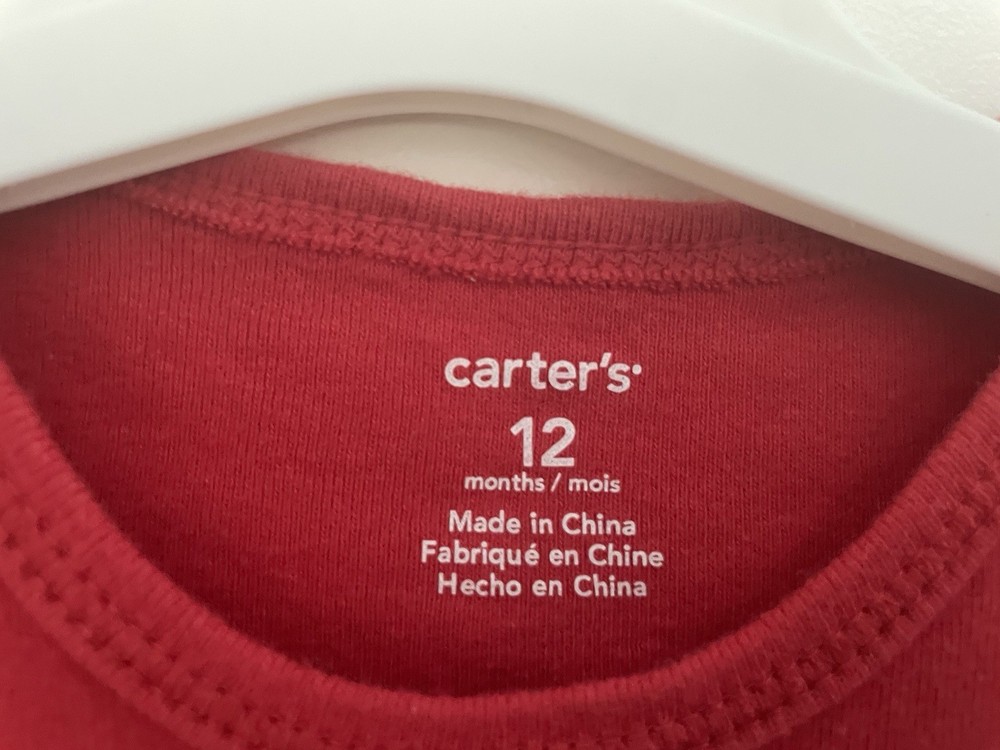 carter's
12
months / mois
Made in China
Fabriqué en Chine
Hecho en China